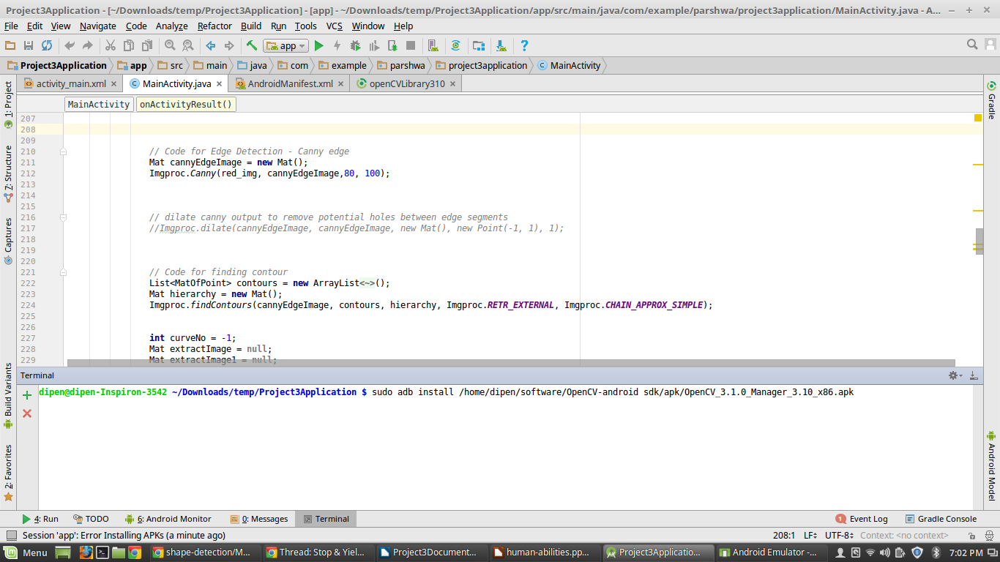 Project3Application - [~/Downloads/temp/Project3Application] - [app] - ~/Downloads/temp/Project3Application/app/src/main/java/com/example/parshwa/project3application/MainActivity.java - A...
File Edit View Navigate Code Analyze Refactor Build Run Tools VCS Window Help
app
Project3Application app src main java com example parshwa project3application MainActivity
activity_main.xml MainActivity.java AndroidManifest.xml openCVLibrary310
MainActivity onActivityResult()
1: Project
7: Structure
Captures
Build Variants
2: Favorites
Gradle
Android Model
207
208
209
210 // Code for Edge Detection - Canny edge
211 Mat cannyEdgeImage = new Mat();
212 Imgproc.Canny(red_img, cannyEdgeImage,80, 100);
213
214
215
216 // dilate canny output to remove potential holes between edge segments
217 //Imgproc.dilate(cannyEdgeImage, cannyEdgeImage, new Mat(), new Point(-1, 1), 1);
218
219
220
221 // Code for finding contour
222 List<MatOfPoint> contours = new ArrayList<~>();
223 Mat hierarchy = new Mat();
224 Imgproc.findContours(cannyEdgeImage, contours, hierarchy, Imgproc.RETR_EXTERNAL, Imgproc.CHAIN_APPROX_SIMPLE);
225
226
227 int curveNo = -1;
228 Mat extractImage = null;
229 Mat extractImage1 = null;
Terminal
dipen@dipen-Inspiron-3542 ~/Downloads/temp/Project3Application $ sudo adb install /home/dipen/software/OpenCV-android sdk/apk/OpenCV_3.1.0_Manager_3.10_x86.apk
4: Run TODO 6: Android Monitor 0: Messages Terminal 1 Event Log Gradle Console
Session 'app': Error Installing APKs (a minute ago) 208:1 LF UTF-8 Context: <no context>
Menu shape-detection/M... Thread: Stop & Yiel... Project3Document... human-abilities.pp... Project3Applicatio... Android Emulator -... 7:02 PM